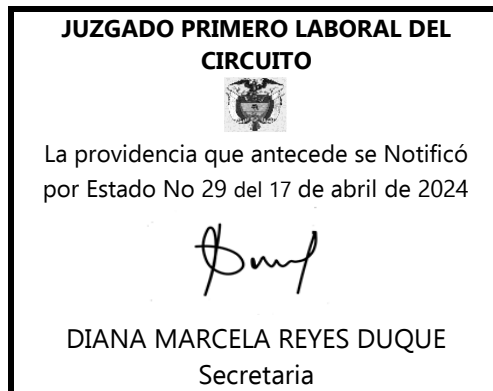 JUZGADO PRIMERO LABORAL DEL
CIRCUITO
La providencia que antecede se Notificó
por Estado No 29 del 17 de abril de 2024
DIANA MARCELA REYES DUQUE
Secretaria